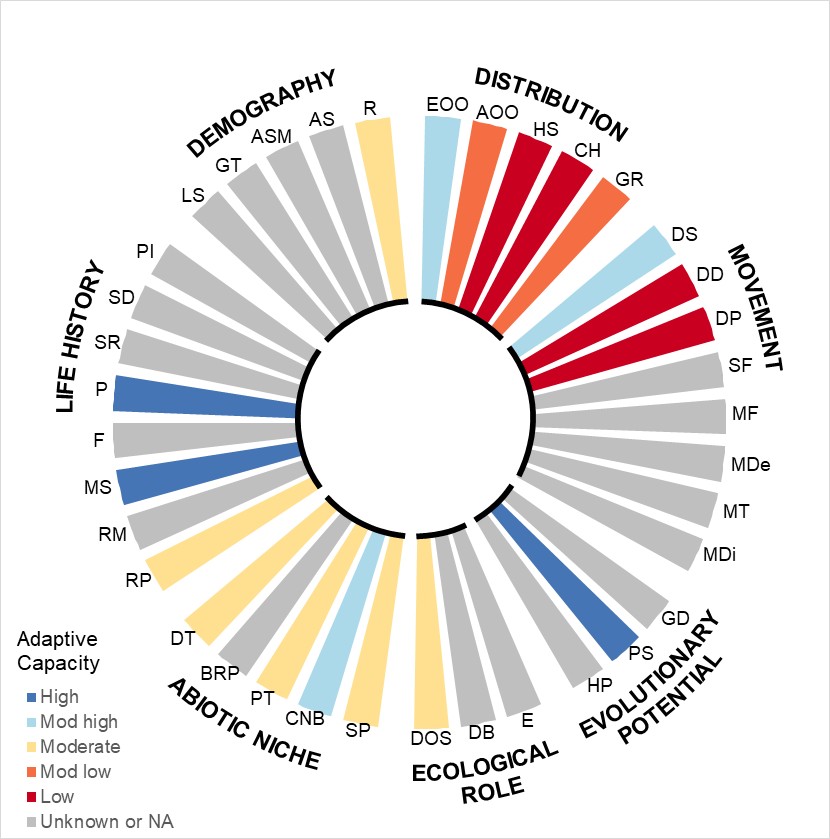 DISTRIBUTION
EOO
AOO
HS
CH
GR
MOVEMENT
DS
DD
DP
SF
MF
MDe
MT
MDi
EVOLUTIONARY
POTENTIAL
GD
PS
HP
ECOLOGICAL
ROLE
E
DB
DOS
ABIOTIC NICHE
SP
CNB
PT
BRP
DT
LIFE HISTORY
RP
RM
MS
F
P
SR
SD
PI
DEMOGRAPHY
LS
GT
ASM
AS
R
Adaptive
Capacity
High
Mod high
Moderate
Mod low
Low
Unknown or NA